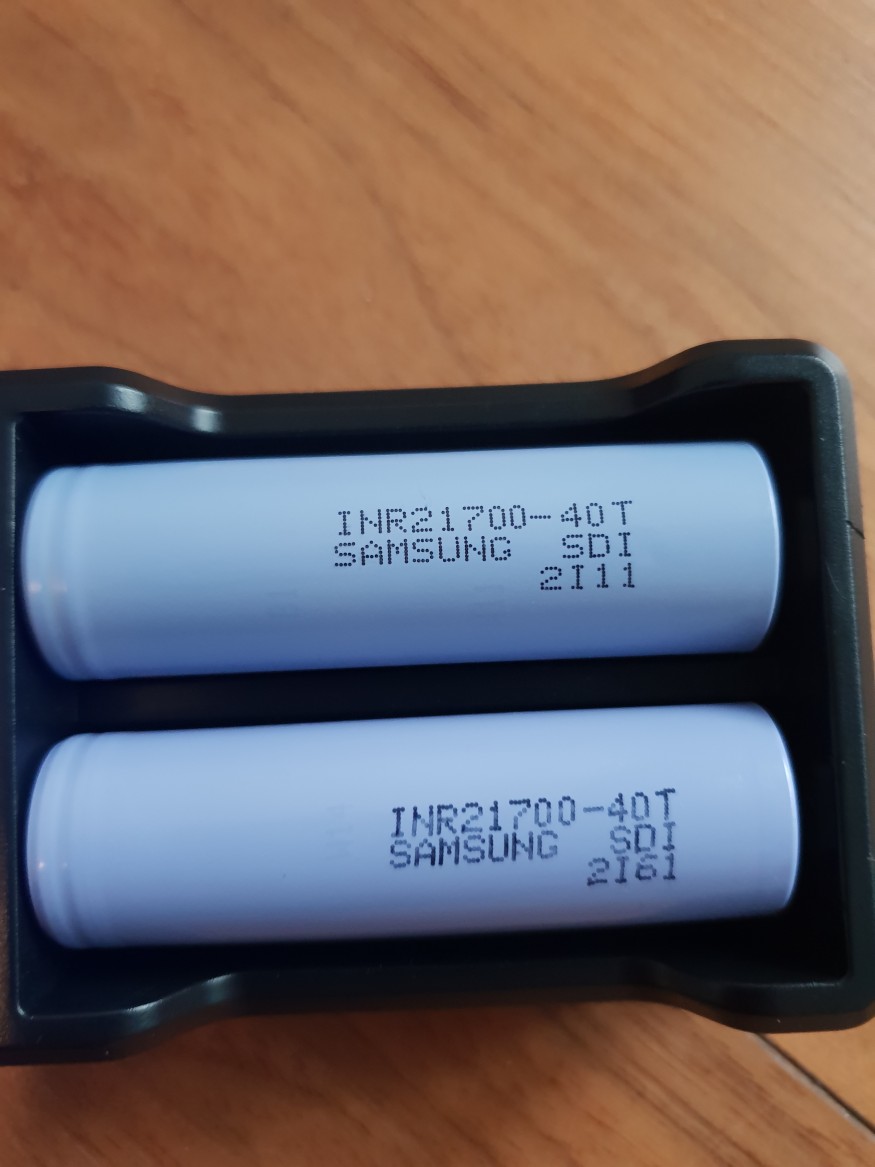 INR21700-40T
SAMSUNG SDI
2I11
INR21700-40T
SAMSUNG SDI
2I61